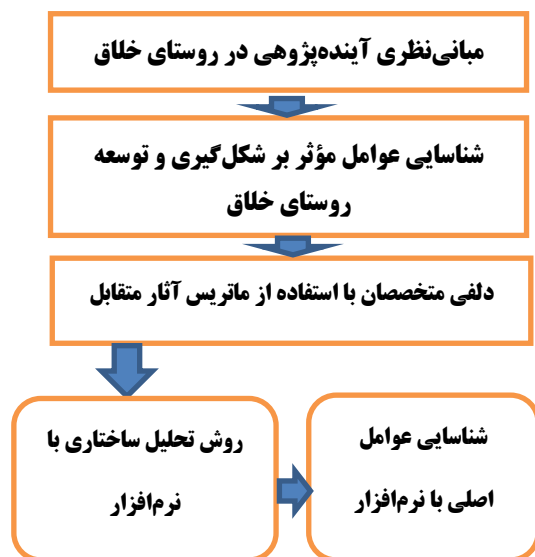 مبانی‌نظری آینده‌پژوهی در روستای خلاق
شناسایی عوامل مؤثر بر شکل‌گیری و توسعه
روستای خلاق
دلفی متخصصان با استفاده از ماتریس آثار متقابل
روش تحلیل ساختاری با
نرم‌افزار
شناسایی عوامل
اصلی با نرم‌افزار